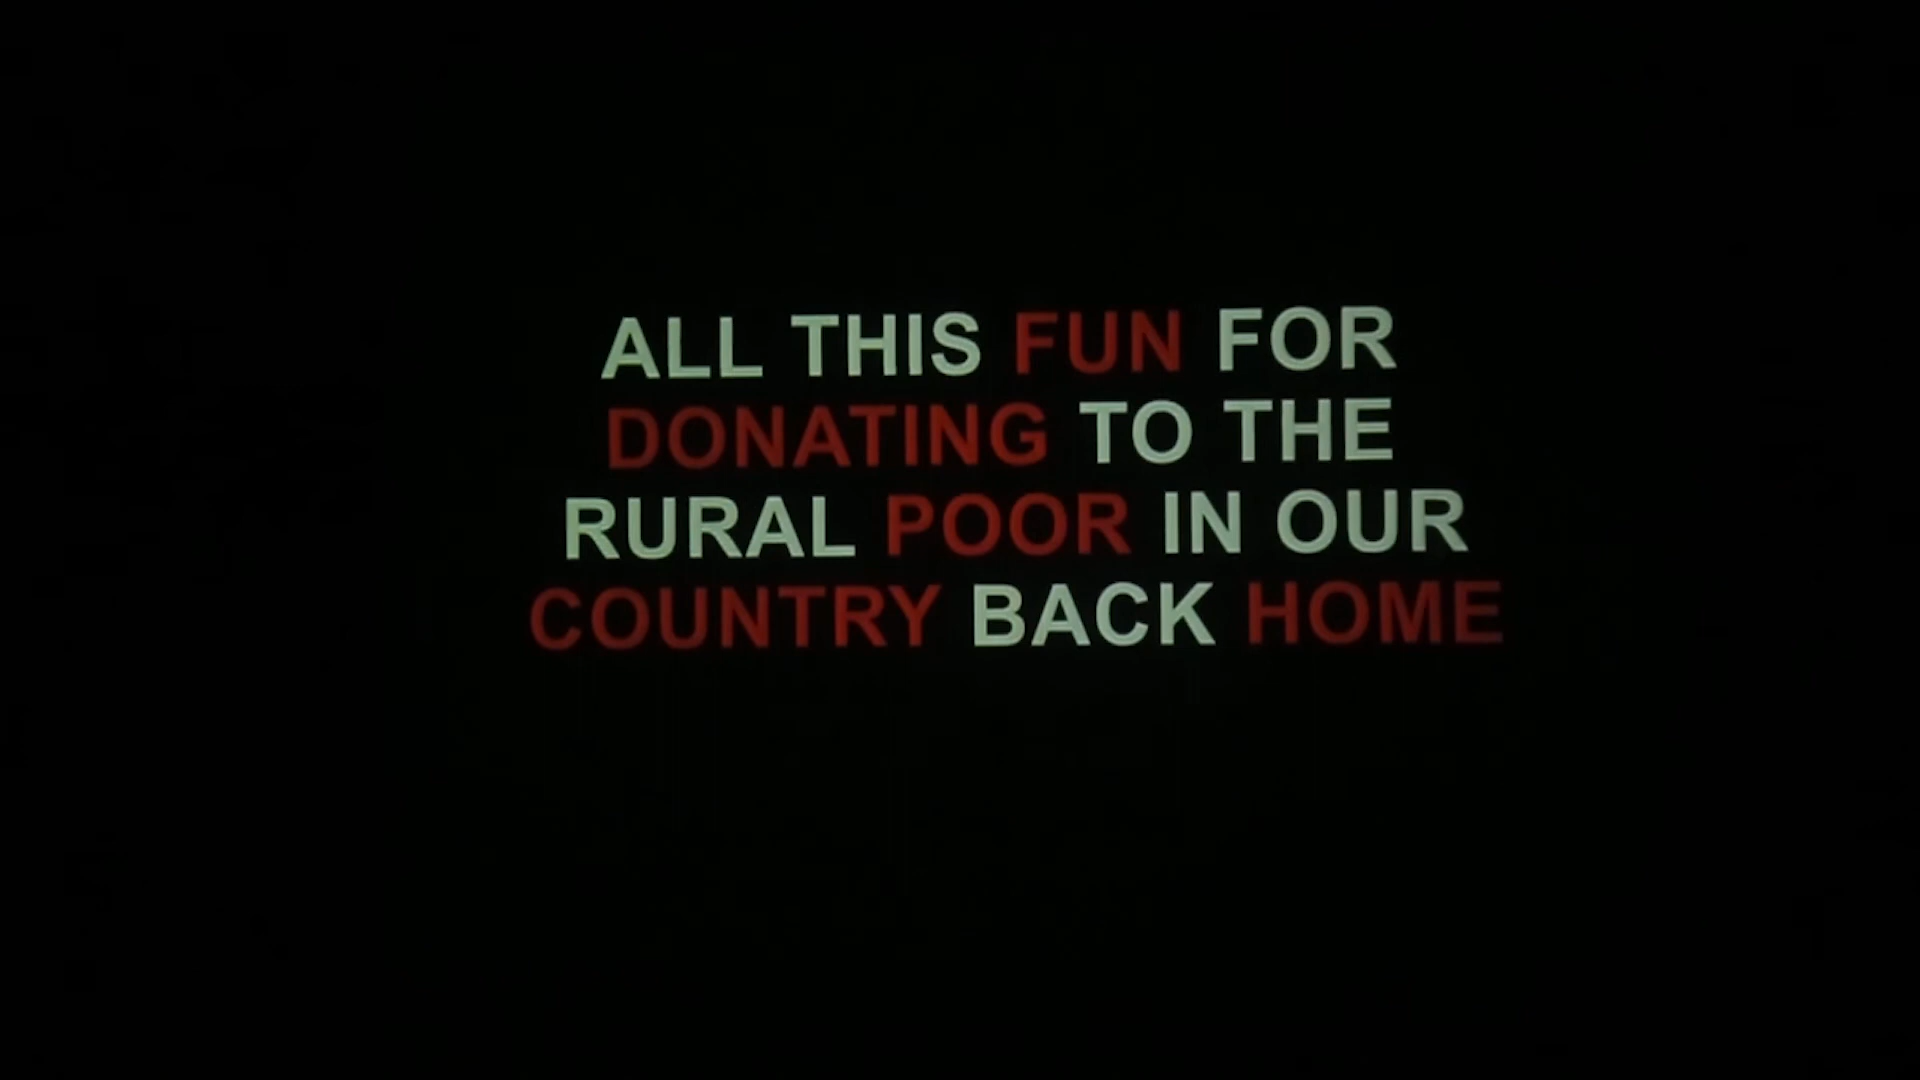 ALL THIS FUN FOR
DONATING TO THE
RURAL POOR IN OUR
COUNTRY BACK HOME